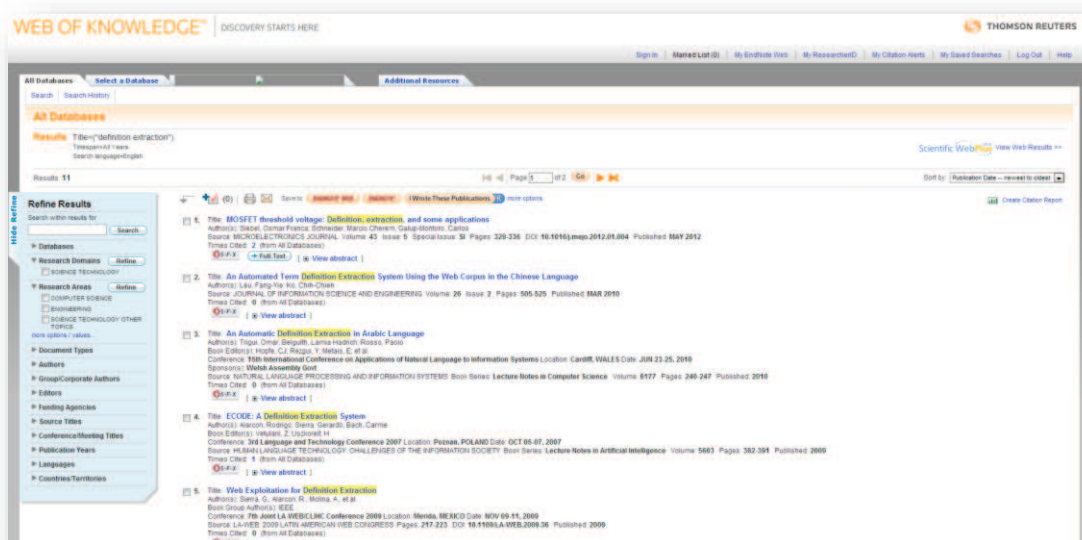 WEB OF KNOWLEDGE℠ DISCOVERY STARTS HERE
THOMSON REUTERS
Sign In | Marked List (0) | My EndNote Web | My ResearcherID | My Citation Alerts | My Saved Searches | Log Out | Help
All Databases Select a Database Additional Resources
Search Search History
All Databases
Results Title=("definition extraction")
Timespan=All Years.
Search language=English
Scientific WebPlus View Web Results >>
Results 11
Page 1 of 2 Go
Sort by: Publication Date -- newest to oldest
Hide Refine
Refine Results
Search within results for
Search
Databases
Research Domains Refine
SCIENCE TECHNOLOGY
Research Areas Refine
COMPUTER SCIENCE
ENGINEERING
SCIENCE TECHNOLOGY OTHER
TOPICS
more options / values...
Document Types
Authors
Group/Corporate Authors
Editors
Funding Agencies
Source Titles
Conference/Meeting Titles
Publication Years
Languages
Countries/Territories
(0) Save to: I Wrote These Publications more options
Create Citation Report
1. Title: MOSFET threshold voltage: Definition, extraction, and some applications
Author(s): Siebel, Osmar Franca; Schneider, Marcio Cherem; Galup-Montoro, Carlos
Source: MICROELECTRONICS JOURNAL Volume: 43 Issue: 5 Special Issue: SI Pages: 329-336 DOI: 10.1016/j.mejo.2012.01.004 Published: MAY 2012
Times Cited: 2 (from All Databases)
S-F-X Full Text [ View abstract ]
2. Title: An Automated Term Definition Extraction System Using the Web Corpus in the Chinese Language
Author(s): Leu, Fang-Yie; Ko, Chih-Chieh
Source: JOURNAL OF INFORMATION SCIENCE AND ENGINEERING Volume: 26 Issue: 2 Pages: 505-525 Published: MAR 2010
Times Cited: 0 (from All Databases)
S-F-X [ View abstract ]
3. Title: An Automatic Definition Extraction in Arabic Language
Author(s): Trigui, Omar; Belguith, Lamia Hadrich; Rosso, Paolo
Book Editor(s): Hopfe, CJ; Rezgui, Y; Metais, E; et al.
Conference: 15th International Conference on Applications of Natural Language to Information Systems Location: Cardiff, WALES Date: JUN 23-25, 2010
Sponsor(s): Welsh Assembly Govt
Source: NATURAL LANGUAGE PROCESSING AND INFORMATION SYSTEMS Book Series: Lecture Notes in Computer Science Volume: 6177 Pages: 240-247 Published: 2010
Times Cited: 0 (from All Databases)
S-F-X [ View abstract ]
4. Title: ECODE: A Definition Extraction System
Author(s): Alarcon, Rodrigo; Sierra, Gerardo; Bach, Carme
Book Editor(s): Vetulani, Z; Uszkoreit, H
Conference: 3rd Language and Technology Conference 2007 Location: Poznan, POLAND Date: OCT 05-07, 2007
Source: HUMAN LANGUAGE TECHNOLOGY: CHALLENGES OF THE INFORMATION SOCIETY Book Series: Lecture Notes in Artificial Intelligence Volume: 5603 Pages: 382-391 Published: 2009
Times Cited: 1 (from All Databases)
S-F-X [ View abstract ]
5. Title: Web Exploitation for Definition Extraction
Author(s): Sierra, G.; Alarcon, R.; Molina, A.; et al.
Book Group Author(s): IEEE
Conference: 7th Joint LA-WEB/CLIHC Conference 2009 Location: Merida, MEXICO Date: NOV 09-11, 2009
Source: LA-WEB: 2009 LATIN AMERICAN WEB CONGRESS Pages: 217-223 DOI: 10.1109/LA-WEB.2009.36 Published: 2009
Times Cited: 0 (from All Databases)